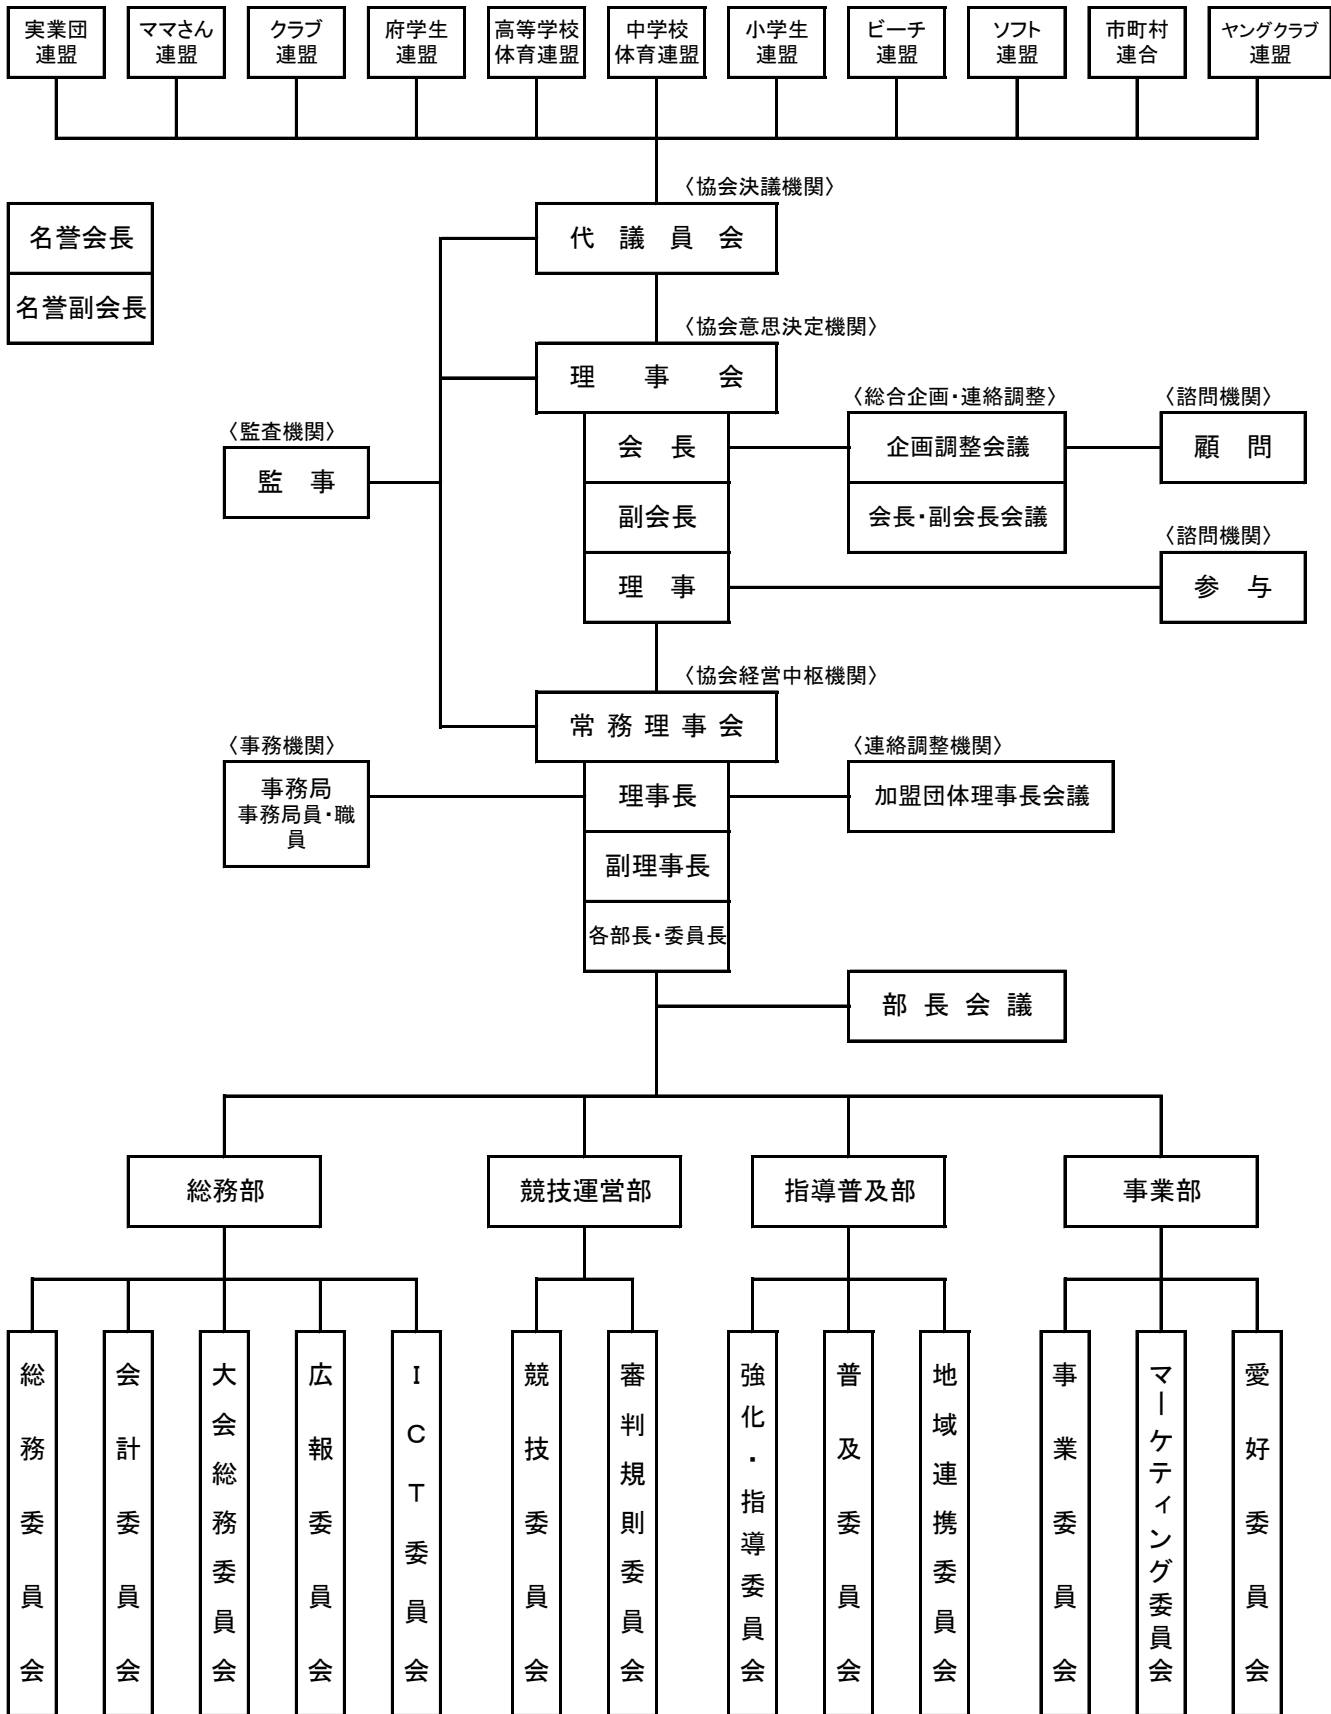 実業団
連盟
ママさん
連盟
クラブ
連盟
府学生
連盟
高等学校
体育連盟
中学校
体育連盟
小学生
連盟
ビーチ
連盟
ソフト
連盟
市町村
連合
ヤングクラブ
連盟
〈協会決議機関〉
代議員会
名誉会長
名誉副会長
〈協会意思決定機関〉
理事会
会長
副会長
理事
〈総合企画・連絡調整〉
企画調整会議
会長・副会長会議
〈諮問機関〉
顧問
〈諮問機関〉
参与
〈監査機関〉
監事
〈協会経営中枢機関〉
常務理事会
理事長
副理事長
各部長・委員長
〈事務機関〉
事務局
事務局員・職
員
〈連絡調整機関〉
加盟団体理事長会議
部長会議
総務部
競技運営部
指導普及部
事業部
総務委員会
会計委員会
大会総務委員会
広報委員会
ICT委員会
競技委員会
審判規則委員会
強化・指導委員会
普及委員会
地域連携委員会
事業委員会
マーケティング委員会
愛好委員会